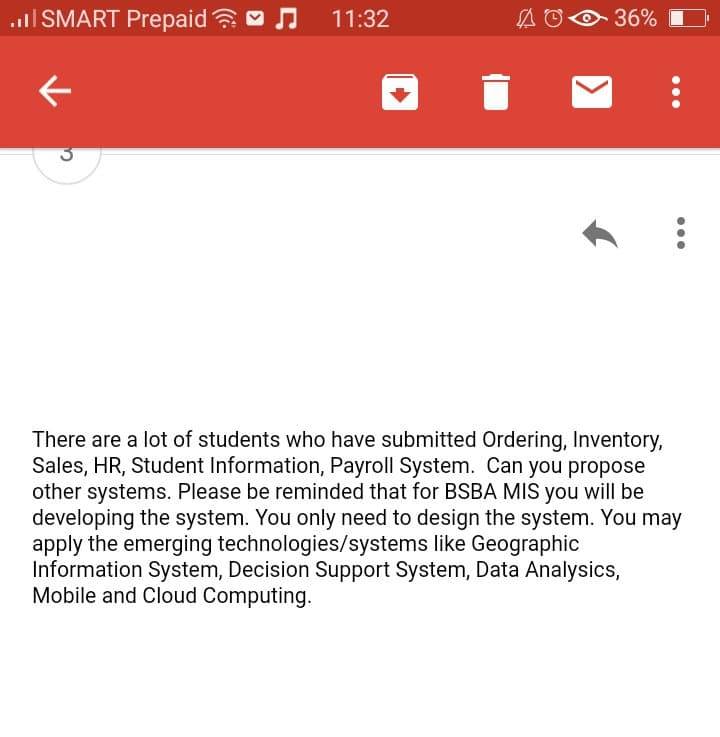 SMART Prepaid 11:32 36%
3
There are a lot of students who have submitted Ordering, Inventory,
Sales, HR, Student Information, Payroll System.  Can you propose
other systems. Please be reminded that for BSBA MIS you will be
developing the system. You only need to design the system. You may
apply the emerging technologies/systems like Geographic
Information System, Decision Support System, Data Analysics,
Mobile and Cloud Computing.